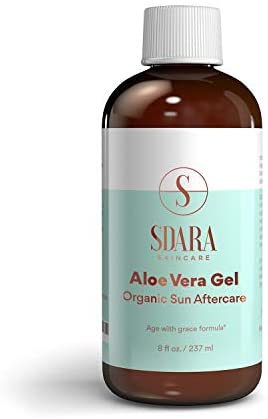 S
SDARA
SKINCARE
Aloe Vera Gel
Organic Sun Aftercare
Age with grace formula*
8 fl oz. / 237 ml